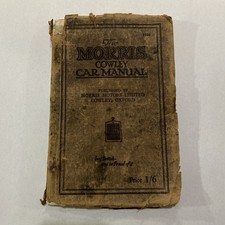 The
MORRIS
COWLEY
CAR MANUAL
PUBLISHED BY
MORRIS MOTORS LIMITED
COWLEY, OXFORD
Price 1/6